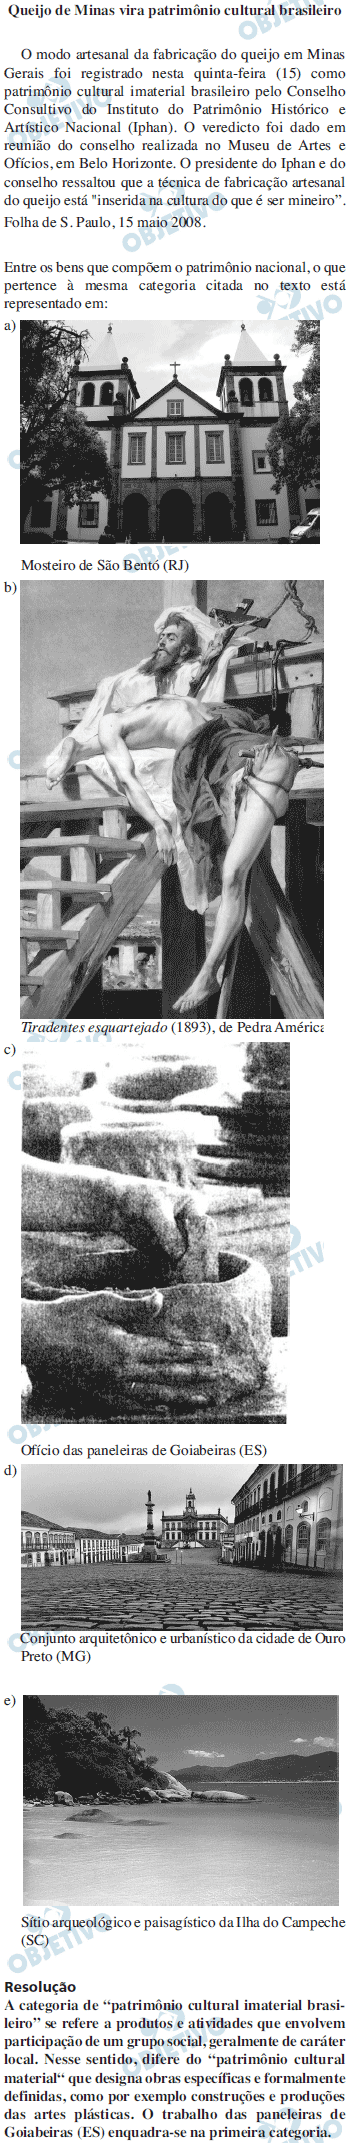 Queijo de Minas vira patrimônio cultural brasileiro
O modo artesanal da fabricação do queijo em Minas
Gerais foi registrado nesta quinta-feira (15) como
patrimônio cultural imaterial brasileiro pelo Conselho
Consultivo do Instituto do Patrimônio Histórico e
Artístico Nacional (Iphan). O veredicto foi dado em
reunião do conselho realizada no Museu de Artes e
Ofícios, em Belo Horizonte. O presidente do Iphan e do
conselho ressaltou que a técnica de fabricação artesanal
do queijo está "inserida na cultura do que é ser mineiro”.
Folha de S. Paulo, 15 maio 2008.
Entre os bens que compõem o patrimônio nacional, o que
pertence à mesma categoria citada no texto está
representado em:
a)
Mosteiro de São Bento (RJ)
b)
Tiradentes esquartejado (1893), de Pedra América
c)
Ofício das paneleiras de Goiabeiras (ES)
d)
Conjunto arquitetônico e urbanístico da cidade de Ouro
Preto (MG)
e)
Sítio arqueológico e paisagístico da Ilha do Campeche
(SC)
Resolução
A categoria de “patrimônio cultural imaterial brasi-
leiro” se refere a produtos e atividades que envolvem
participação de um grupo social, geralmente de caráter
local. Nesse sentido, difere do “patrimônio cultural
material“ que designa obras específicas e formalmente
definidas, como por exemplo construções e produções
das artes plásticas. O trabalho das paneleiras de
Goiabeiras (ES) enquadra-se na primeira categoria.